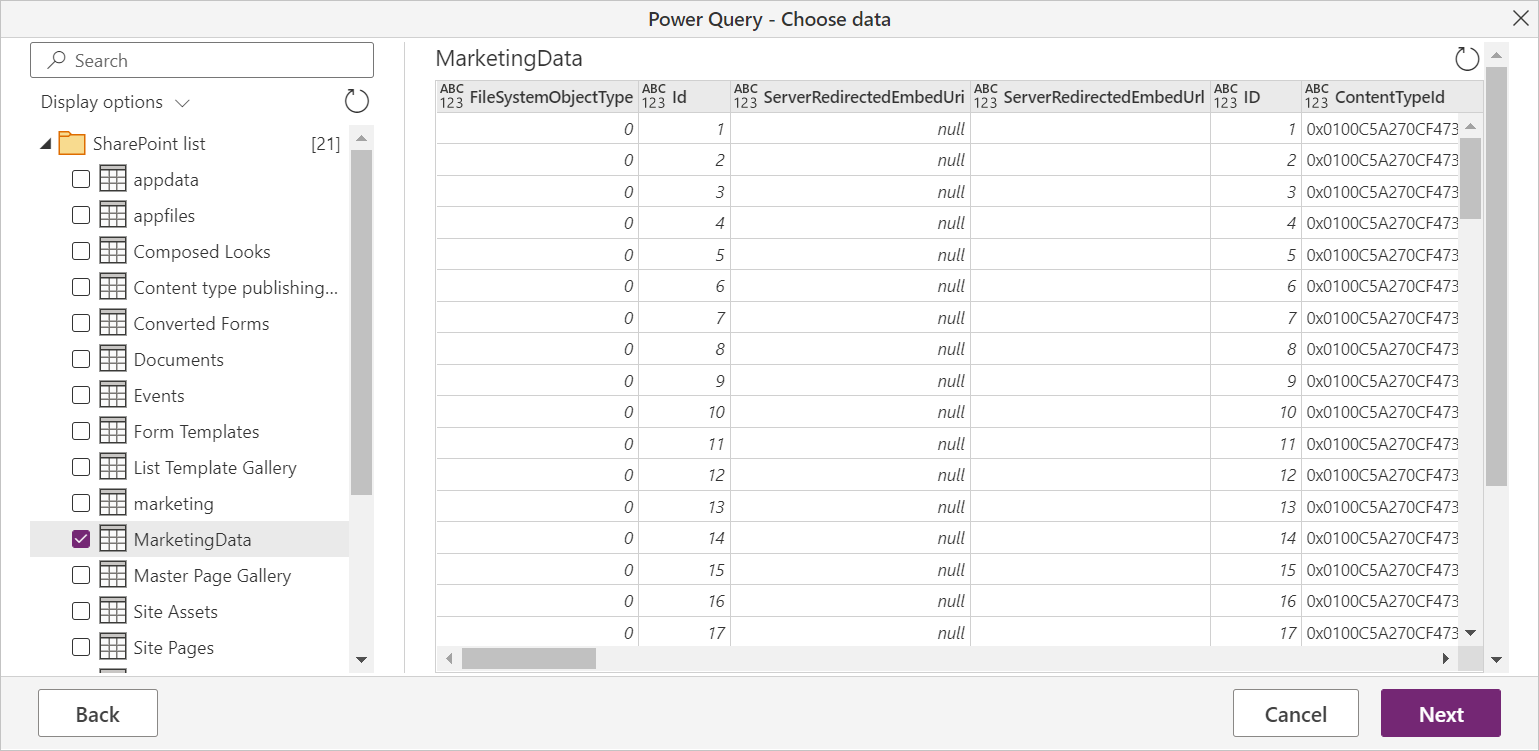 Power Query - Choose data
Search
Display options
SharePoint list [21]
appdata
appfiles
Composed Looks
Content type publishing...
Converted Forms
Documents
Events
Form Templates
List Template Gallery
marketing
MarketingData
Master Page Gallery
Site Assets
Site Pages
MarketingData
ABC 123 FileSystemObjectType ABC 123 Id ABC 123 ServerRedirectedEmbedUri ABC 123 ServerRedirectedEmbedUrl ABC 123 ID ABC 123 ContentTypeId
0 1 null 1 0x0100C5A270CF473
0 2 null 2 0x0100C5A270CF473
0 3 null 3 0x0100C5A270CF473
0 4 null 4 0x0100C5A270CF473
0 5 null 5 0x0100C5A270CF473
0 6 null 6 0x0100C5A270CF473
0 7 null 7 0x0100C5A270CF473
0 8 null 8 0x0100C5A270CF473
0 9 null 9 0x0100C5A270CF473
0 10 null 10 0x0100C5A270CF473
0 11 null 11 0x0100C5A270CF473
0 12 null 12 0x0100C5A270CF473
0 13 null 13 0x0100C5A270CF473
0 14 null 14 0x0100C5A270CF473
0 15 null 15 0x0100C5A270CF473
0 16 null 16 0x0100C5A270CF473
0 17 null 17 0x0100C5A270CF473
Back
Cancel
Next